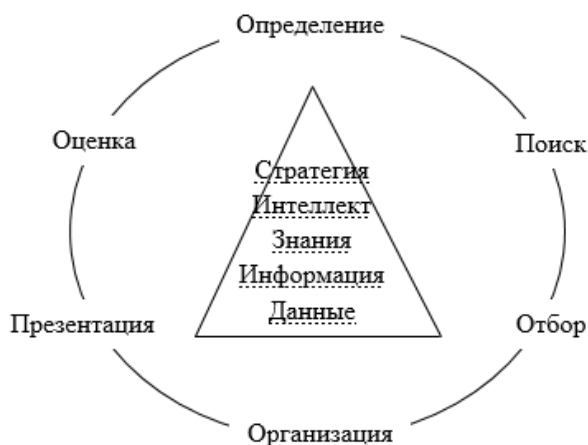 Определение
Оценка
Поиск
Стратегия
Интеллект
Знания
Информация
Данные
Презентация
Отбор
Организация